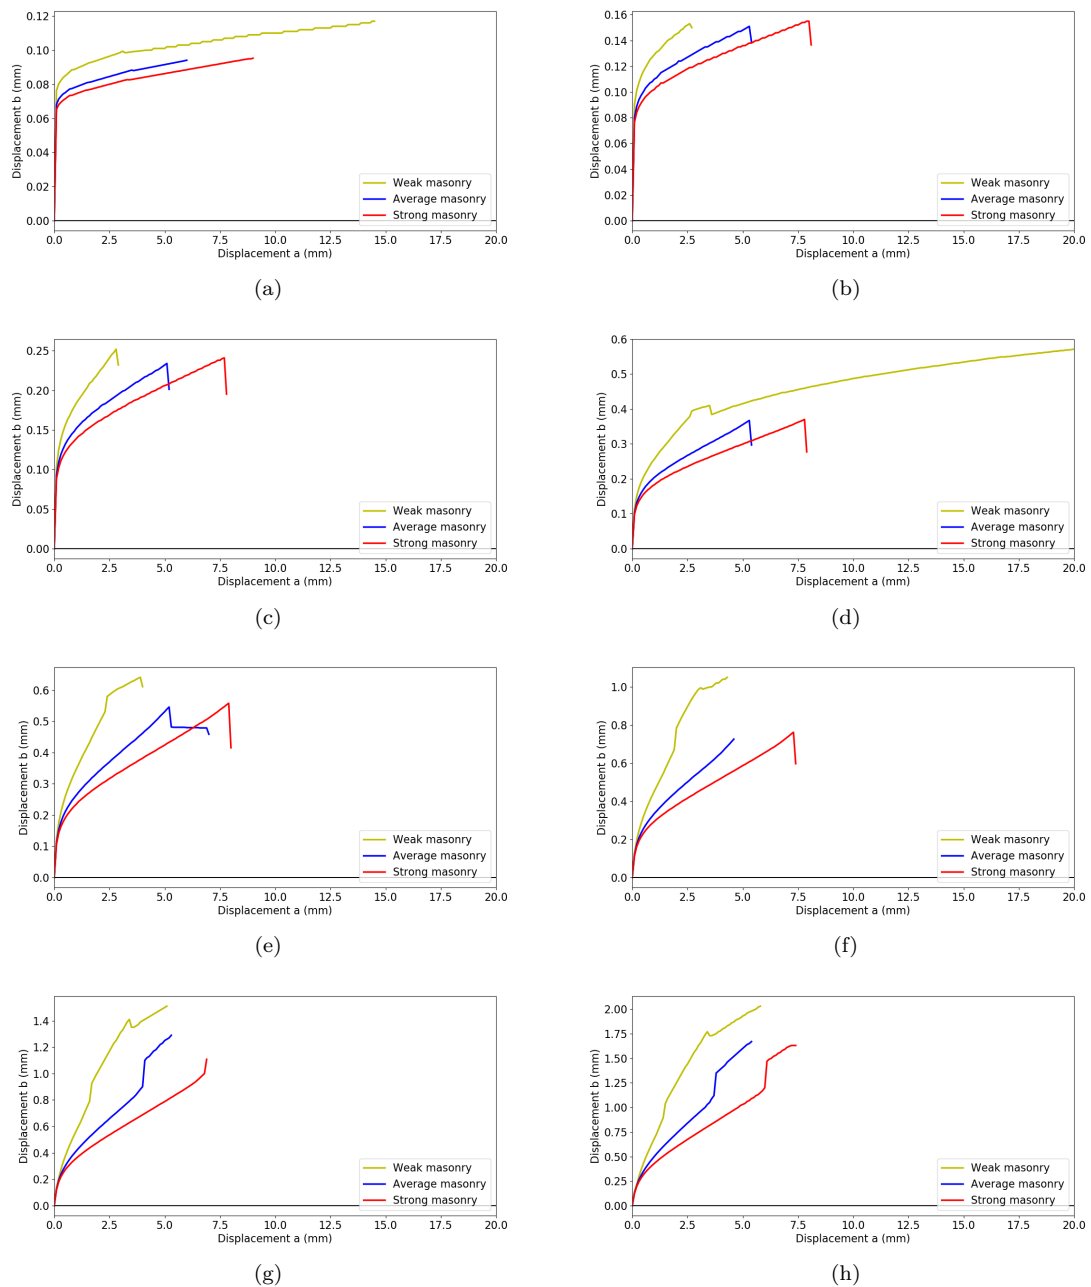 0.12
0.10
0.08
0.06
0.04
0.02
0.00
Displacement b (mm)
Weak masonry
Average masonry
Strong masonry
0.0 2.5 5.0 7.5 10.0 12.5 15.0 17.5 20.0
Displacement a (mm)
(a)
0.16
0.14
0.12
0.10
0.08
0.06
0.04
0.02
0.00
Displacement b (mm)
Weak masonry
Average masonry
Strong masonry
0.0 2.5 5.0 7.5 10.0 12.5 15.0 17.5 20.0
Displacement a (mm)
(b)
0.25
0.20
0.15
0.10
0.05
0.00
Displacement b (mm)
Weak masonry
Average masonry
Strong masonry
0.0 2.5 5.0 7.5 10.0 12.5 15.0 17.5 20.0
Displacement a (mm)
(c)
0.6
0.5
0.4
0.3
0.2
0.1
0.0
Displacement b (mm)
Weak masonry
Average masonry
Strong masonry
0.0 2.5 5.0 7.5 10.0 12.5 15.0 17.5 20.0
Displacement a (mm)
(d)
0.6
0.5
0.4
0.3
0.2
0.1
0.0
Displacement b (mm)
Weak masonry
Average masonry
Strong masonry
0.0 2.5 5.0 7.5 10.0 12.5 15.0 17.5 20.0
Displacement a (mm)
(e)
1.0
0.8
0.6
0.4
0.2
0.0
Displacement b (mm)
Weak masonry
Average masonry
Strong masonry
0.0 2.5 5.0 7.5 10.0 12.5 15.0 17.5 20.0
Displacement a (mm)
(f)
1.4
1.2
1.0
0.8
0.6
0.4
0.2
0.0
Displacement b (mm)
Weak masonry
Average masonry
Strong masonry
0.0 2.5 5.0 7.5 10.0 12.5 15.0 17.5 20.0
Displacement a (mm)
(g)
2.00
1.75
1.50
1.25
1.00
0.75
0.50
0.25
0.00
Displacement b (mm)
Weak masonry
Average masonry
Strong masonry
0.0 2.5 5.0 7.5 10.0 12.5 15.0 17.5 20.0
Displacement a (mm)
(h)